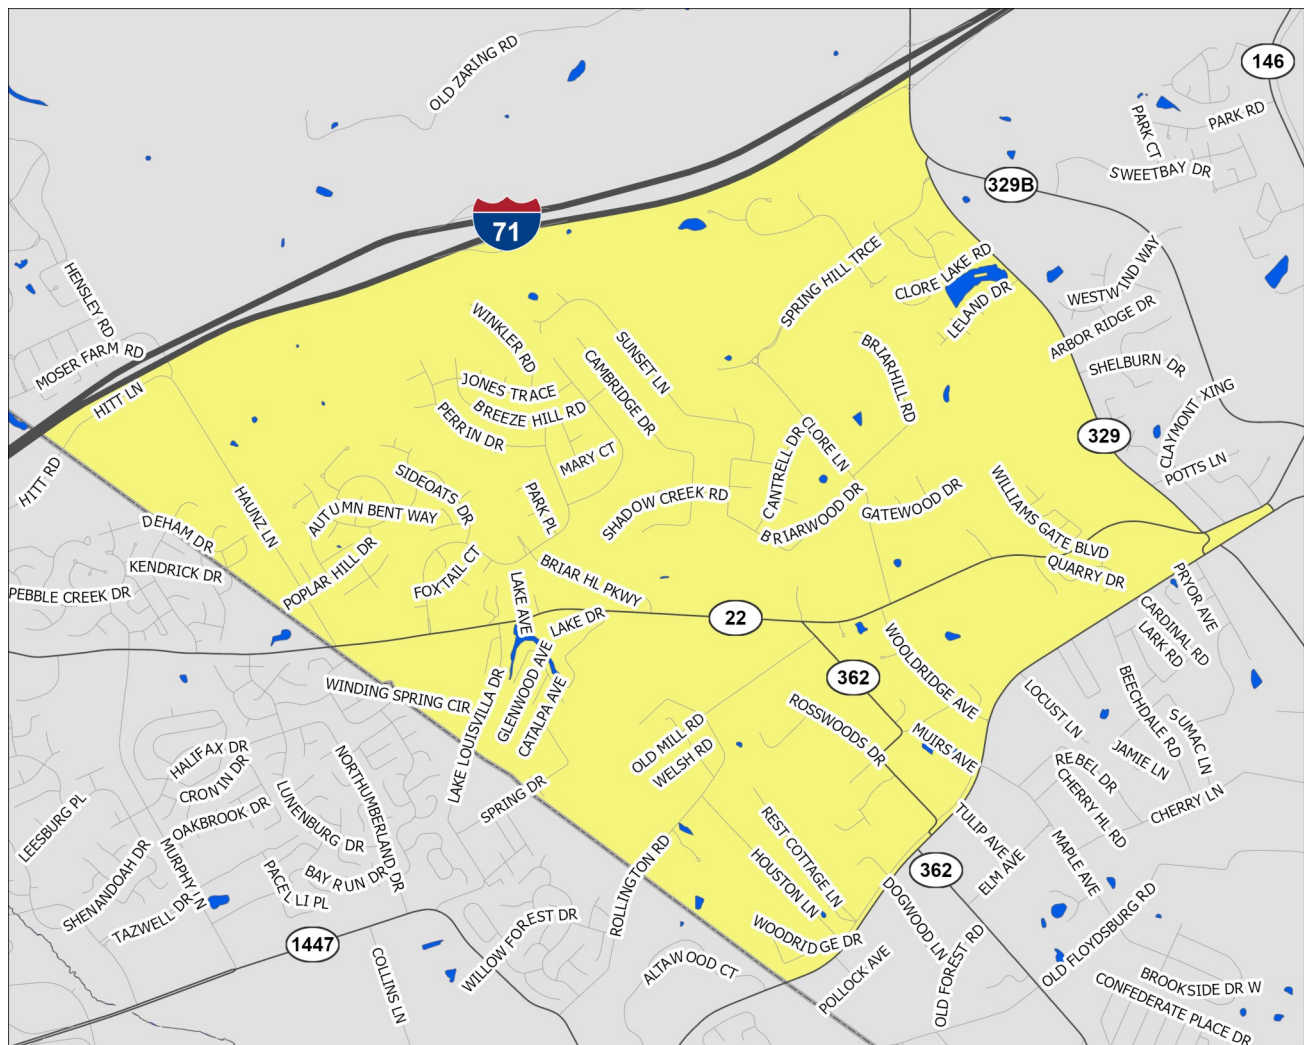 OLD ZARING RD
146
PARK RD
PARK CT
SWEETBAY DR
329B
71
HENSLEY RD
MOSER FARM RD
HITT LN
HITT RD
SPRING HILL TRCE
CLORE LAKE RD
LELAND DR
WESTWIND WAY
ARBOR RIDGE DR
SHELBURN DR
CLAYMONT XING
329
POTTS LN
WINKLER RD
SUNSET LN
CAMBRIDGE DR
JONES TRACE
BREEZE HILL RD
PERRIN DR
MARY CT
BRIARHILL RD
CLORE LN
CANTRELL DR
SIDEOATS DR
AUTUMN BENT WAY
HAUNZ LN
PARK PL
SHADOW CREEK RD
BRIARWOOD DR
GATEWOOD DR
WILLIAMS GATE BLVD
QUARRY DR
DEHAM DR
KENDRICK DR
PEBBLE CREEK DR
POPLAR HILL DR
FOXTAIL CT
BRIAR HL PKWY
LAKE AVE
LAKE DR
22
PRYOR AVE
CARDINAL RD
LARK RD
WINDING SPRING CIR
LAKE LOUISVILLA DR
GLENWOOD AVE
CATALPA AVE
362
WOOLDRIDGE AVE
ROSSWOODS DR
MUIRS AVE
LOCUST LN
BEECHDALE RD
SUMAC LN
JAMIE LN
REBEL DR
CHERRY HL RD
CHERRY LN
OLD MILL RD
WELSH RD
SPRING DR
HALIFAX DR
CRONIN DR
OAKBROOK DR
LUNENBURG DR
NORTHUMBERLAND DR
LEESBURG PL
SHENANDOAH DR
MURPHY LN
TAZWELL DR
PACELLI PL
BAY RUN DR
1447
COLLINS LN
WILLOW FOREST DR
ROLLINGTON RD
ALTAWOOD CT
REST COTTAGE LN
HOUSTON LN
WOODRIDGE DR
TULIP AVE
ELM AVE
362
MAPLE AVE
DOGWOOD LN
OLD FOREST RD
POLLOCK AVE
OLD FLOYDSBURG RD
BROOKSIDE DR W
CONFEDERATE PLACE DR